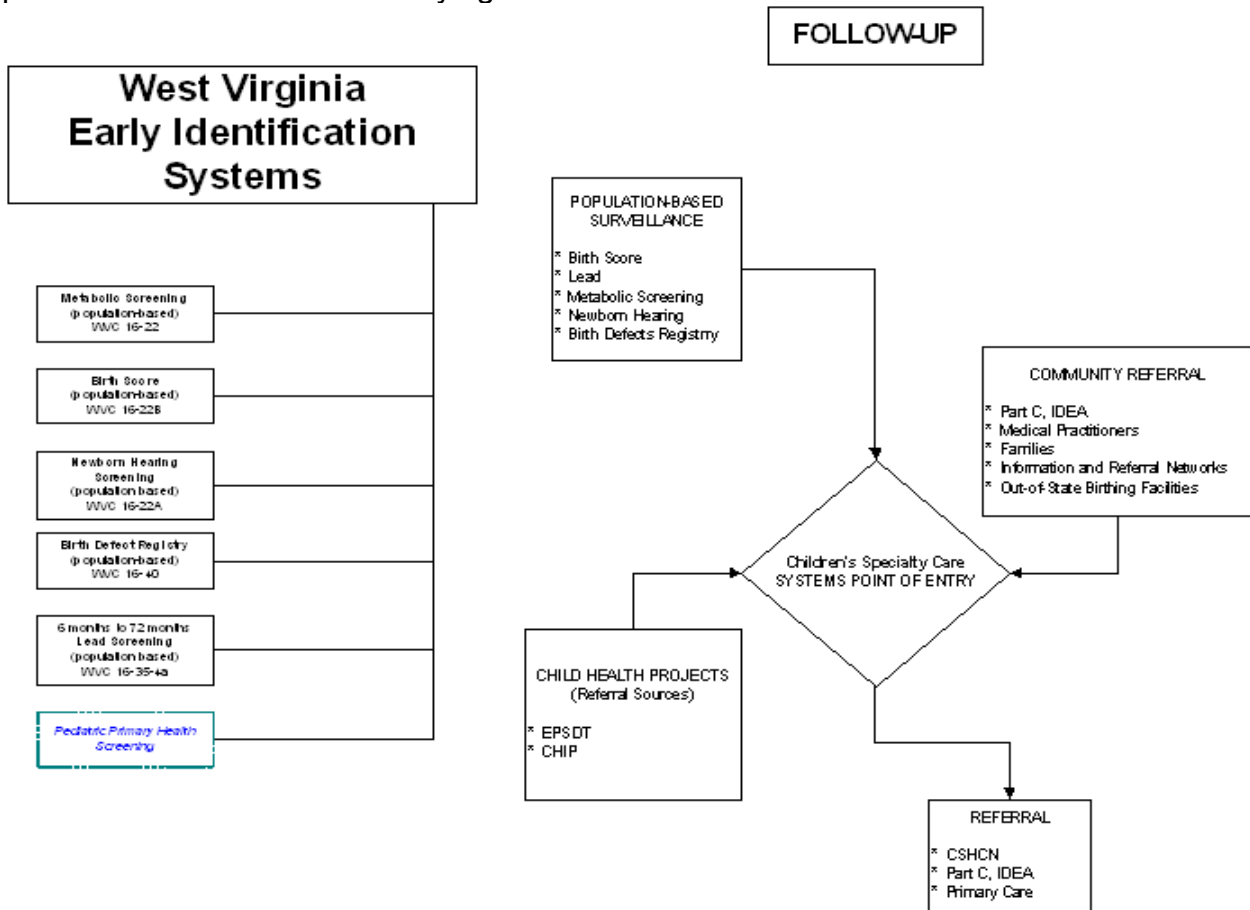 FOLLOW-UP
West Virginia
Early Identification
Systems
Metabolic Screening
(population-based)
WVC 16-22
Birth Score
(population-based)
WVC 16-22B
Newborn Hearing
Screening
(population based)
WVC 16-22A
Birth Defect Registry
(population-based)
WVC 16-40
6 months to 72 months
Lead Screening
(population based)
WVC 16-35-4a
Pediatric Primary Health
Screening
POPULATION-BASED
SURVEILLANCE
* Birth Score
* Lead
* Metabolic Screening
* Newborn Hearing
* Birth Defects Registry
COMMUNITY REFERRAL
* Part C, IDEA
* Medical Practitioners
* Families
* Information and Referral Networks
* Out-of-State Birthing Facilities
Children's Specialty Care
SYSTEMS POINT OF ENTRY
CHILD HEALTH PROJECTS
(Referral Sources)
* EPSDT
* CHIP
REFERRAL
* CSHCN
* Part C, IDEA
* Primary Care